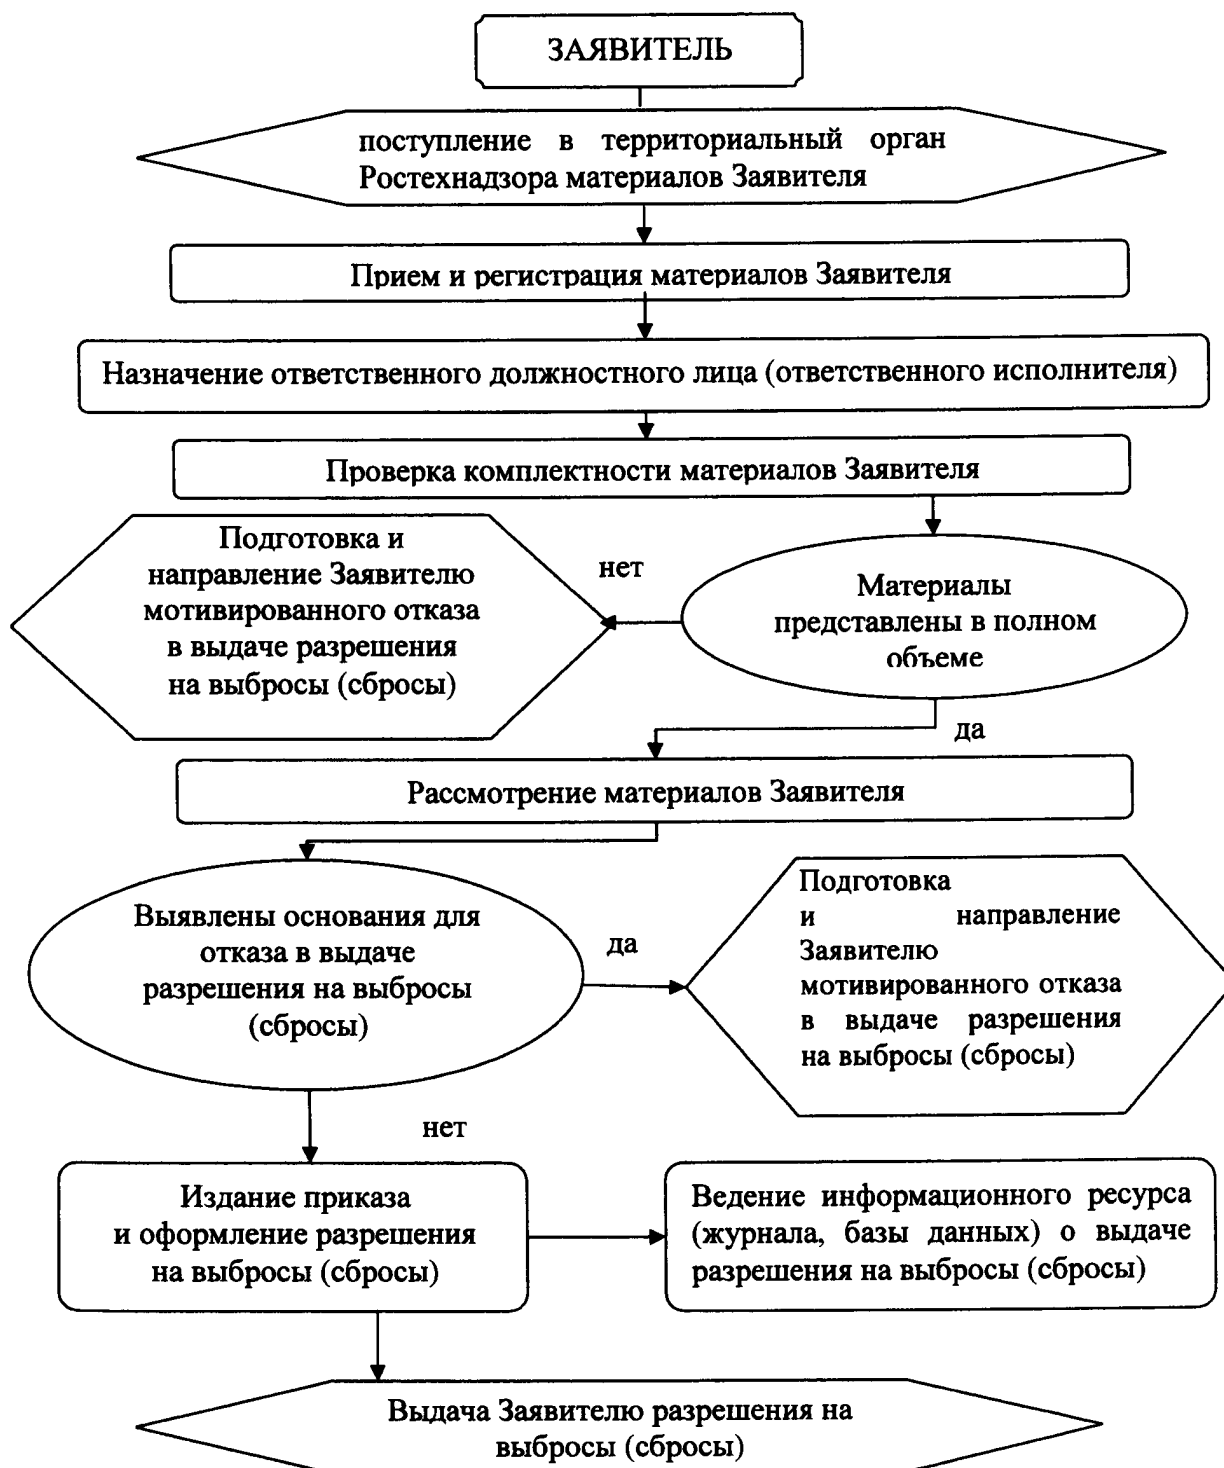 ЗАЯВИТЕЛЬ
поступление в территориальный орган
Ростехнадзора материалов Заявителя
Прием и регистрация материалов Заявителя
Назначение ответственного должностного лица (ответственного исполнителя)
Проверка комплектности материалов Заявителя
Подготовка и
направление Заявителю
мотивированного отказа
в выдаче разрешения
на выбросы (сбросы)
нет
Материалы
представлены в полном
объеме
да
Рассмотрение материалов Заявителя
Выявлены основания для
отказа в выдаче
разрешения на выбросы
(сбросы)
да
Подготовка
и направление
Заявителю
мотивированного отказа
в выдаче разрешения
на выбросы (сбросы)
нет
Издание приказа
и оформление разрешения
на выбросы (сбросы)
Ведение информационного ресурса
(журнала, базы данных) о выдаче
разрешения на выбросы (сбросы)
Выдача Заявителю разрешения на
выбросы (сбросы)